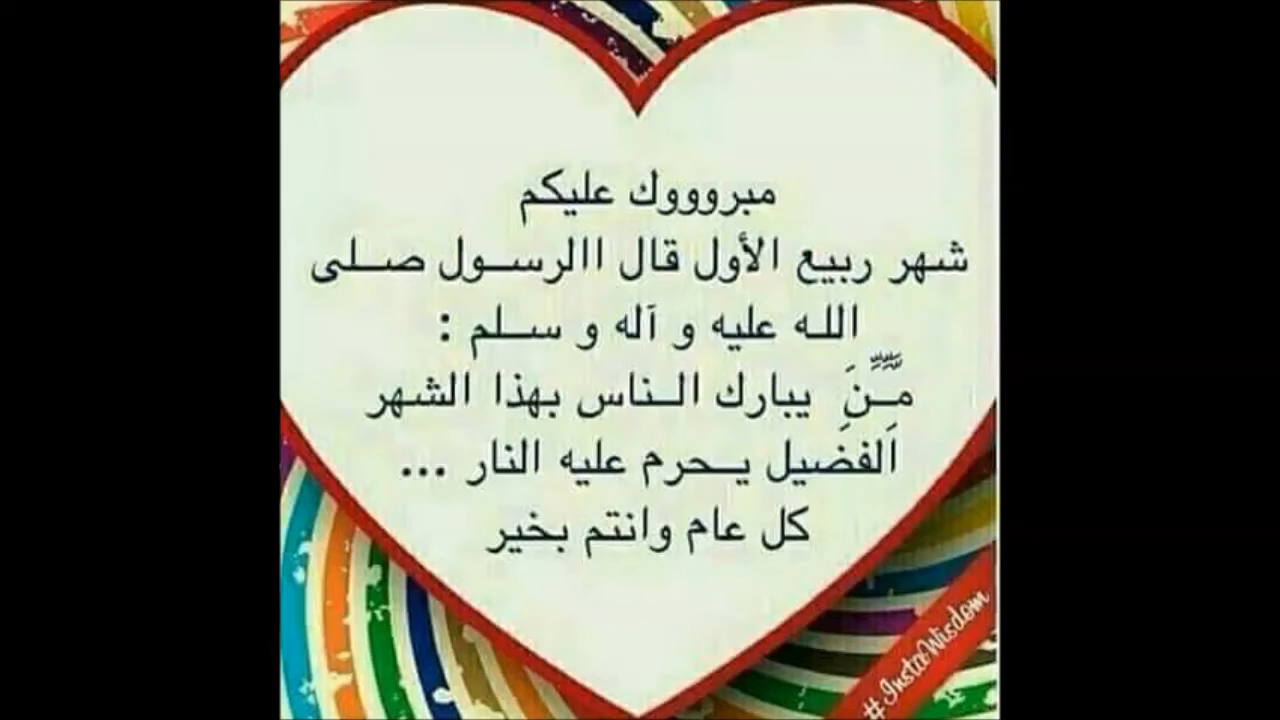 مبروووك عليكم
شهر ربيع الأول قال االرسـول صـلى
اللـه عليه و آله و سـلم :
مِّـَّنَِّ يبارك الـناس بهذا الشهر
اَلفضيل يـحرم عليه النار ...
كل عام وانتم بخير
#InstaWisdom